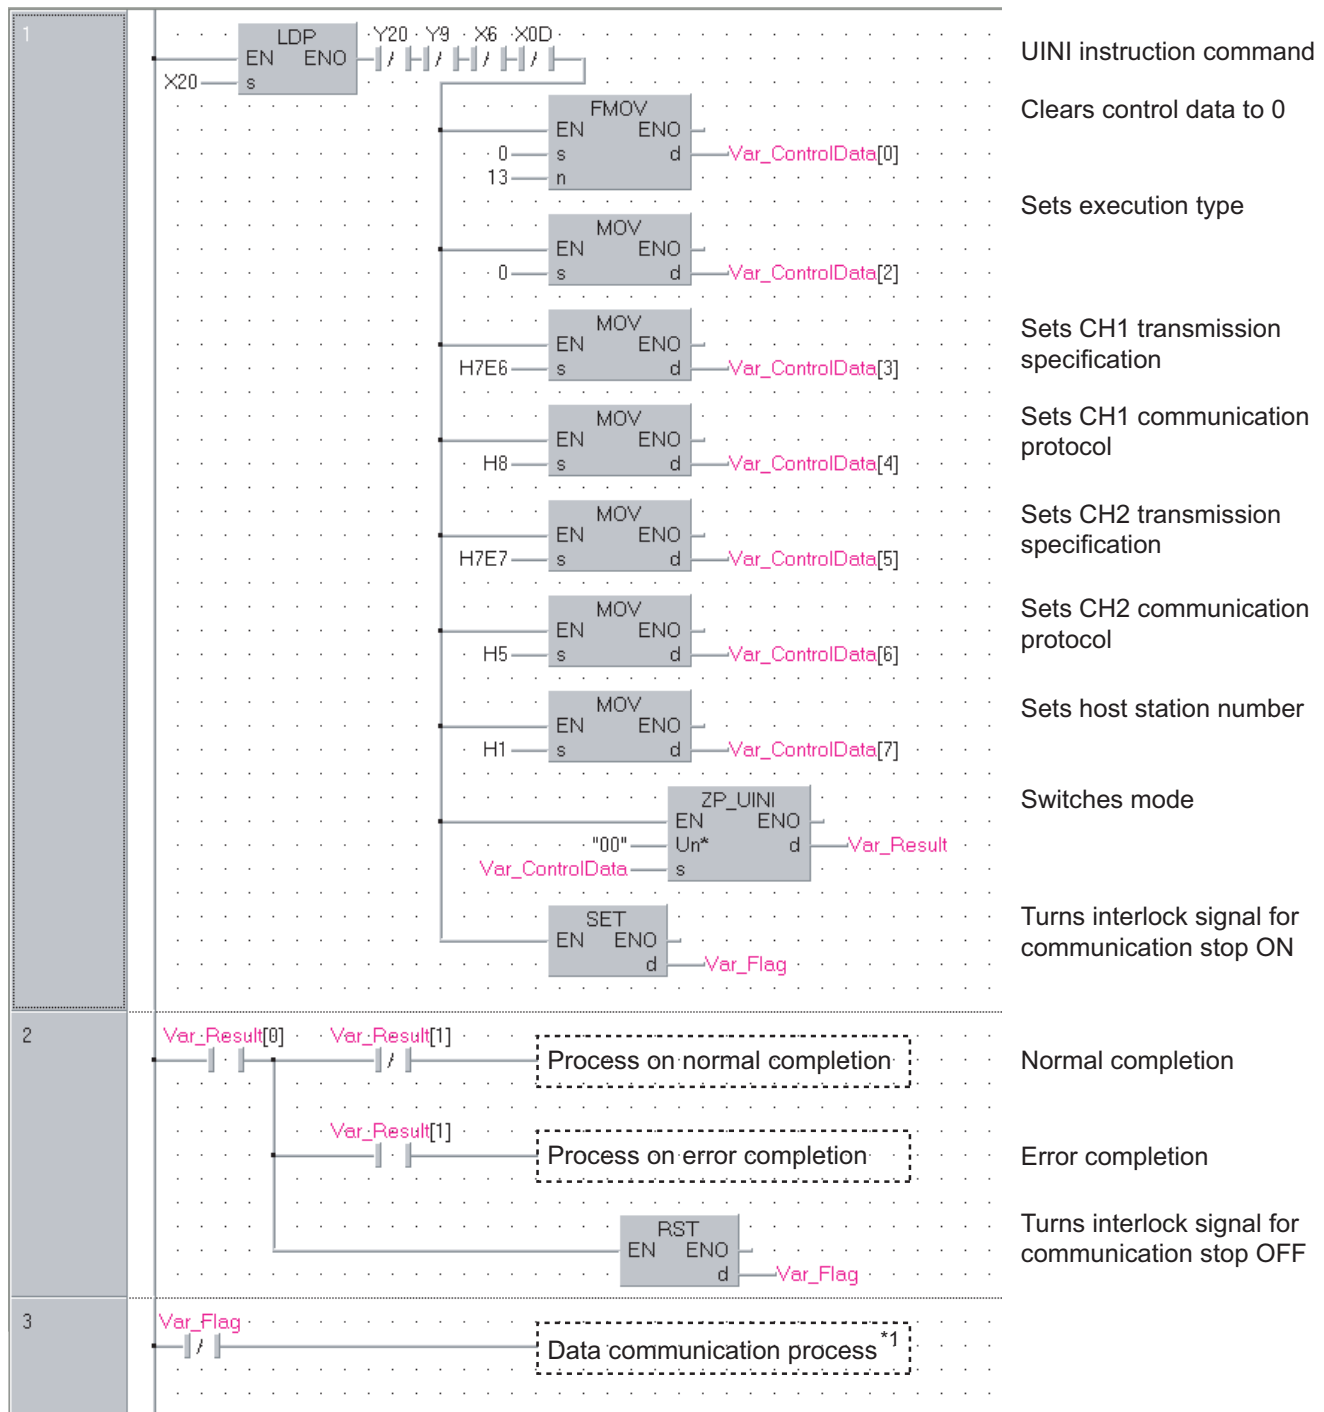 1
LDP
EN ENO
X20 s
Y20 Y9 X6 X0D
UINI instruction command
FMOV
EN ENO
0 s d Var_ControlData[0]
13 n
Clears control data to 0
MOV
EN ENO
0 s d Var_ControlData[2]
Sets execution type
MOV
EN ENO
H7E6 s d Var_ControlData[3]
Sets CH1 transmission
specification
MOV
EN ENO
H8 s d Var_ControlData[4]
Sets CH1 communication
protocol
MOV
EN ENO
H7E7 s d Var_ControlData[5]
Sets CH2 transmission
specification
MOV
EN ENO
H5 s d Var_ControlData[6]
Sets CH2 communication
protocol
MOV
EN ENO
H1 s d Var_ControlData[7]
Sets host station number
ZP_UINI
EN ENO
"00" Un* d Var_Result
Var_ControlData s
Switches mode
SET
EN ENO
d Var_Flag
Turns interlock signal for
communication stop ON
2
Var_Result[0] Var_Result[1]
Process on normal completion
Normal completion
Var_Result[1]
Process on error completion
Error completion
RST
EN ENO
d Var_Flag
Turns interlock signal for
communication stop OFF
3
Var_Flag
Data communication process*1